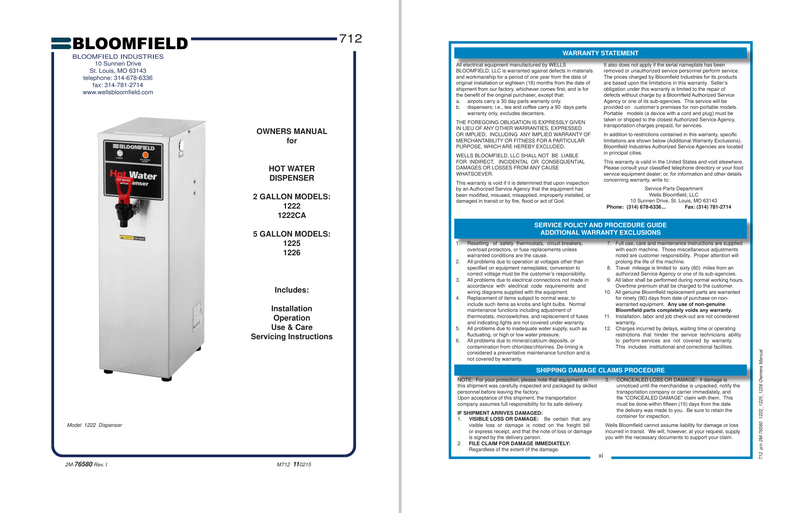 712
BLOOMFIELD
BLOOMFIELD INDUSTRIES
10 Sunnen Drive
St. Louis, MO 63143
telephone: 314-678-6336
fax: 314-781-2714
www.wellsbloomfield.com
BLOOMFIELD
Hot Water
Dispenser
OWNERS MANUAL
for
HOT WATER
DISPENSER
2 GALLON MODELS:
1222
1222CA
5 GALLON MODELS:
1225
1226
Includes:
Installation
Operation
Use & Care
Servicing Instructions
Model 1222 Dispenser
2M-76580 Rev. I
M712 110215
WARRANTY STATEMENT
All electrical equipment manufactured by WELLS
BLOOMFIELD, LLC is warranted against defects in materials
and workmanship for a period of one year from the date of
original installation or eighteen (18) months from the date of
shipment from our factory, whichever comes first, and is for
the benefit of the original purchaser, except that:
a. airpots carry a 30 day parts warranty only.
b. dispensers; i.e., tea and coffee carry a 90 days parts
warranty only, excludes decanters.
THE FOREGOING OBLIGATION IS EXPRESSLY GIVEN
IN LIEU OF ANY OTHER WARRANTIES, EXPRESSED
OR IMPLIED, INCLUDING ANY IMPLIED WARRANTY OF
MERCHANTABILITY OR FITNESS FOR A PARTICULAR
PURPOSE, WHICH ARE HEREBY EXCLUDED.
WELLS BLOOMFIELD, LLC SHALL NOT BE LIABLE
FOR INDIRECT, INCIDENTAL OR CONSEQUENTIAL
DAMAGES OR LOSSES FROM ANY CAUSE
WHATSOEVER.
This warranty is void if it is determined that upon inspection
by an Authorized Service Agency that the equipment has
been modified, misused, misapplied, improperly installed, or
damaged in transit or by fire, flood or act of God.
It also does not apply if the serial nameplate has been
removed or unauthorized service personnel perform service.
The prices charged by Bloomfield Industries for its products
are based upon the limitations in this warranty. Seller's
obligation under this warranty is limited to the repair of
defects without charge by a Bloomfield Authorized Service
Agency or one of its sub-agencies. This service will be
provided on customer's premises for non-portable models.
Portable models (a device with a cord and plug) must be
taken or shipped to the closest Authorized Service Agency,
transportation charges prepaid, for services.
In addition to restrictions contained in this warranty, specific
limitations are shown below (Additional Warranty Exclusions).
Bloomfield Industries Authorized Service Agencies are located
in principal cities.
This warranty is valid in the United States and void elsewhere.
Please consult your classified telephone directory or your food
service equipment dealer; or, for information and other details
concerning warranty, write to:
Service Parts Department
Wells Bloomfield, LLC
10 Sunnen Drive, St. Louis, MO 63143
Phone: (314) 678-6336... Fax: (314) 781-2714
SERVICE POLICY AND PROCEDURE GUIDE
ADDITIONAL WARRANTY EXCLUSIONS
1. Resetting of safety thermostats, circuit breakers,
overload protectors, or fuse replacements unless
warranted conditions are the cause.
2. All problems due to operation at voltages other than
specified on equipment nameplates; conversion to
correct voltage must be the customer's responsibility.
3. All problems due to electrical connections not made in
accordance with electrical code requirements and
wiring diagrams supplied with the equipment.
4. Replacement of items subject to normal wear, to
include such items as knobs and light bulbs. Normal
maintenance functions including adjustment of
thermostats, microswitches, and replacement of fuses
and indicating lights are not covered under warranty.
5. All problems due to inadequate water supply, such as
fluctuating, or high or low water pressure.
6. All problems due to mineral/calcium deposits, or
contamination from chlorides/chlorines. De-liming is
considered a preventative maintenance function and is
not covered by warranty.
7. Full use, care and maintenance instructions are supplied
with each machine. Those miscellaneous adjustments
noted are customer responsibility. Proper attention will
prolong the life of the machine.
8. Travel mileage is limited to sixty (60) miles from an
authorized Service Agency or one of its sub-agencies.
9. All labor shall be performed during normal working hours.
Overtime premium shall be charged to the customer.
10. All genuine Bloomfield replacement parts are warranted
for ninety (90) days from date of purchase on non-
warranted equipment. Any use of non-genuine
Bloomfield parts completely voids any warranty.
11. Installation, labor and job check-out are not considered
warranty.
12. Charges incurred by delays, waiting time or operating
restrictions that hinder the service technicians ability
to perform services are not covered by warranty.
This includes institutional and correctional facilities.
SHIPPING DAMAGE CLAIMS PROCEDURE
NOTE: For your protection, please note that equipment in
this shipment was carefully inspected and packaged by skilled
personnel before leaving the factory.
Upon acceptance of this shipment, the transportation
company assumes full responsibility for its safe delivery.
IF SHIPMENT ARRIVES DAMAGED:
1. VISIBLE LOSS OR DAMAGE: Be certain that any
visible loss or damage is noted on the freight bill
or express receipt, and that the note of loss or damage
is signed by the delivery person.
2. FILE CLAIM FOR DAMAGE IMMEDIATELY:
Regardless of the extent of the damage.
3. CONCEALED LOSS OR DAMAGE: if damage is
unnoticed until the merchandise is unpacked, notify the
transportation company or carrier immediately, and
file "CONCEALED DAMAGE" claim with them. This
must be done within fifteen (15) days from the date
the delivery was made to you. Be sure to retain the
container for inspection.
Wells Bloomfield cannot assume liability for damage or loss
incurred in transit. We will, however, at your request, supply
you with the necessary documents to support your claim.
xi
712 p/n 2M-76580 1222, 1225, 1226 Owners Manual